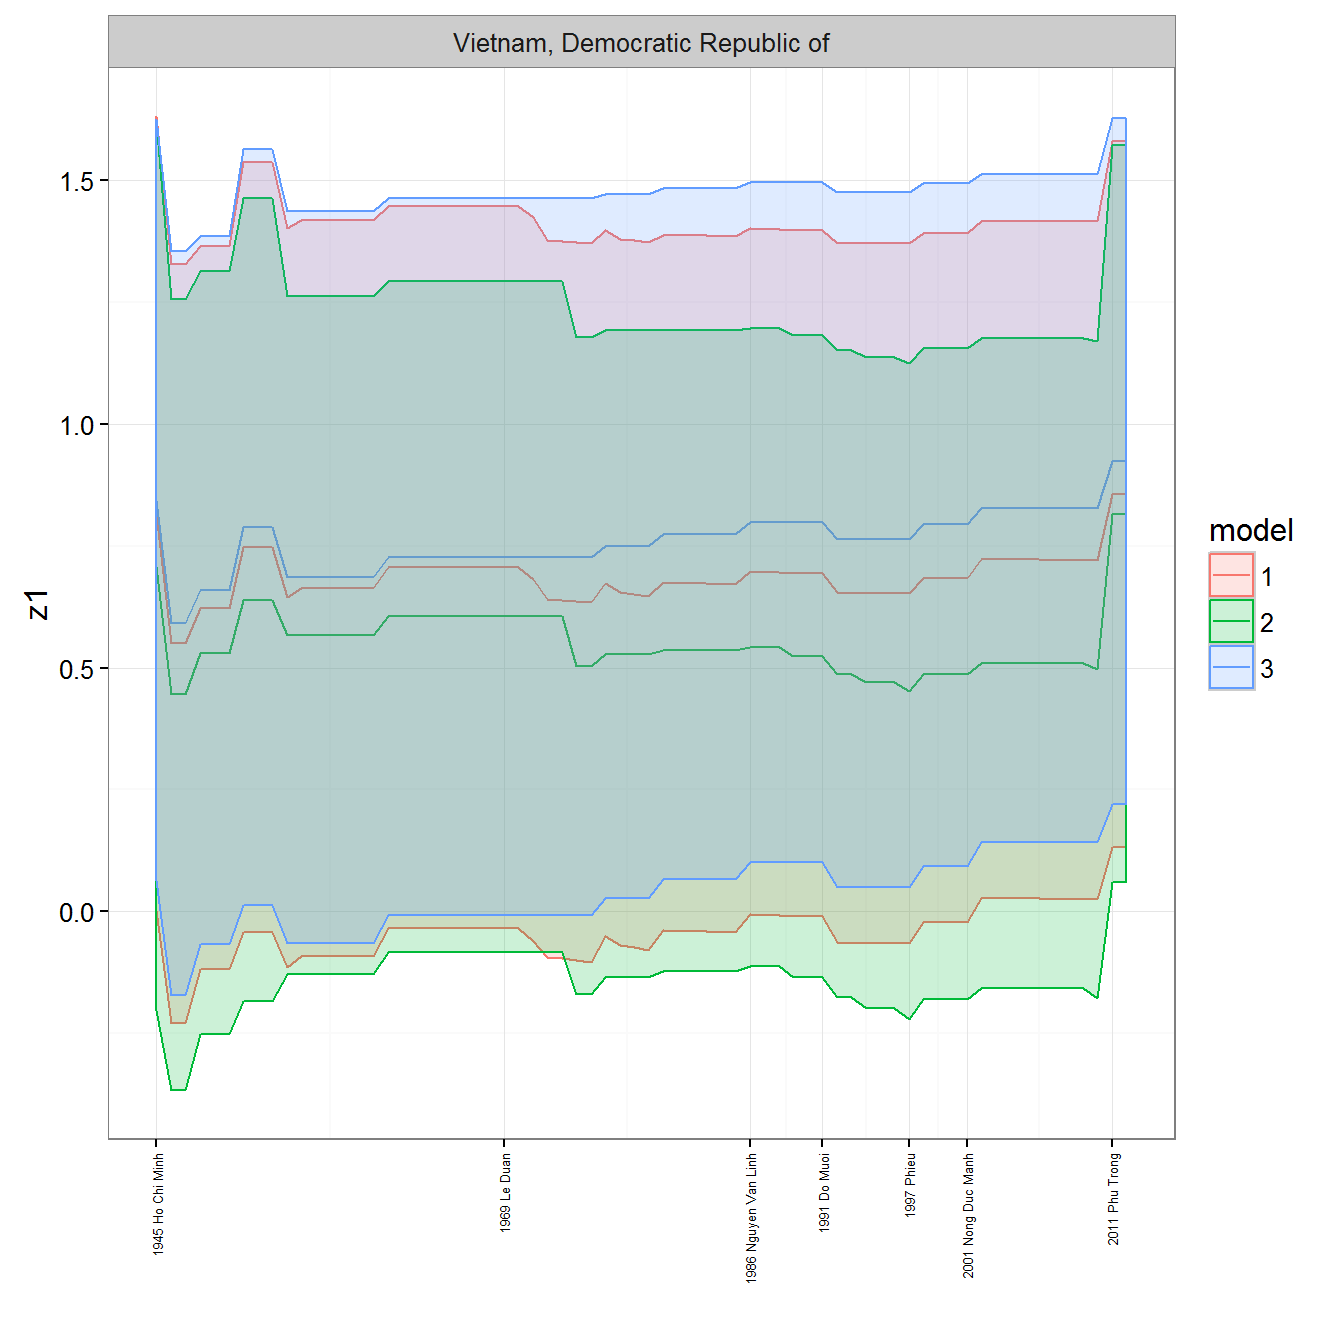 Vietnam, Democratic Republic of
z1
1.5
1.0
0.5
0.0
1945 Ho Chi Minh
1969 Le Duan
1986 Nguyen Van Linh
1991 Do Muoi
1997 Phieu
2001 Nong Duc Manh
2011 Phu Trong
model
1
2
3